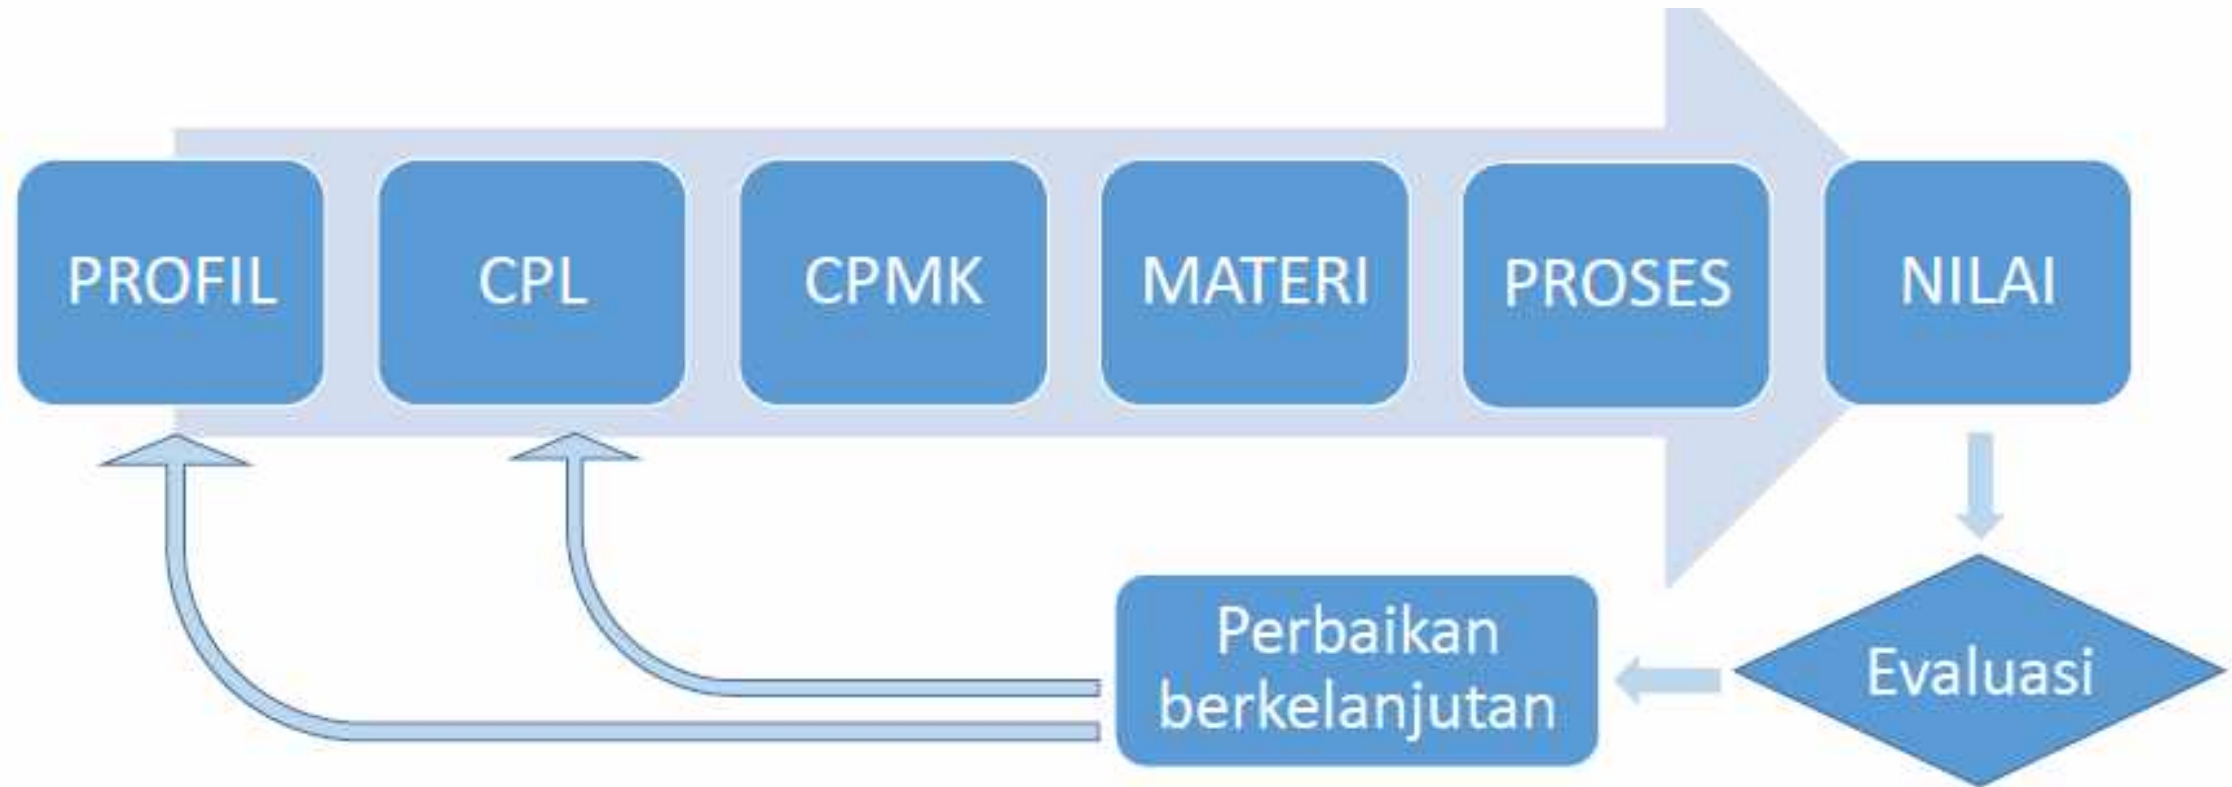 PROFIL
CPL
CPMK
MATERI
PROSES
NILAI
Perbaikan
berkelanjutan
Evaluasi